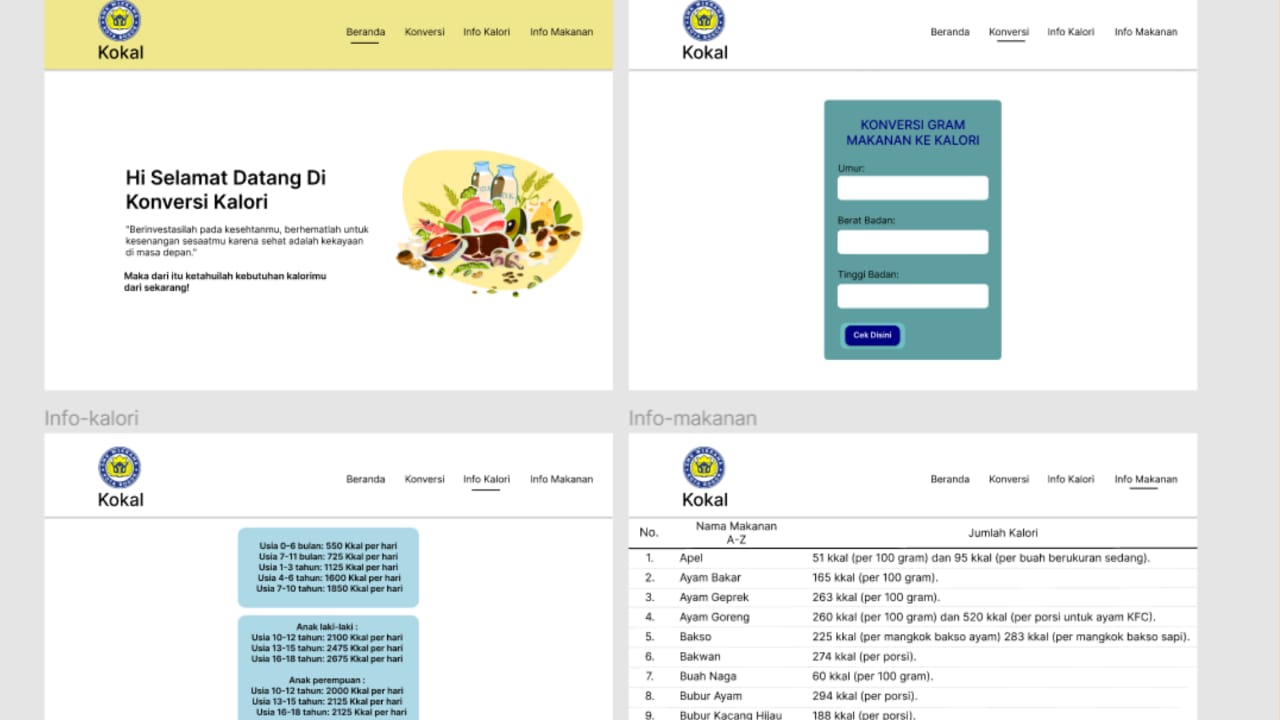 Kokal
Beranda Konversi Info Kalori Info Makanan
Hi Selamat Datang Di
Konversi Kalori
"Berinvestasilah pada kesehtanmu, berhematlah untuk
kesenangan sesaatmu karena sehat adalah kekayaan
di masa depan."
Maka dari itu ketahuilah kebutuhan kalorimu
dari sekarang!
Kokal
Beranda Konversi Info Kalori Info Makanan
KONVERSI GRAM
MAKANAN KE KALORI
Umur:
Berat Badan:
Tinggi Badan:
Cek Disini
Info-kalori
Kokal
Beranda Konversi Info Kalori Info Makanan
Usia 0-6 bulan: 550 Kkal per hari
Usia 7-11 bulan: 725 Kkal per hari
Usia 1-3 tahun: 1125 Kkal per hari
Usia 4-6 tahun: 1600 Kkal per hari
Usia 7-10 tahun: 1850 Kkal per hari
Anak laki-laki :
Usia 10-12 tahun: 2100 Kkal per hari
Usia 13-15 tahun: 2475 Kkal per hari
Usia 16-18 tahun: 2675 Kkal per hari
Anak perempuan :
Usia 10-12 tahun: 2000 Kkal per hari
Usia 13-15 tahun: 2125 Kkal per hari
Usia 16-18 tahun: 2125 Kkal per hari
Info-makanan
Kokal
Beranda Konversi Info Kalori Info Makanan
No. Nama Makanan A-Z Jumlah Kalori
1. Apel 51 kkal (per 100 gram) dan 95 kkal (per buah berukuran sedang).
2. Ayam Bakar 165 kkal (per 100 gram).
3. Ayam Geprek 263 kkal (per 100 gram).
4. Ayam Goreng 260 kkal (per 100 gram) dan 520 kkal (per porsi untuk ayam KFC).
5. Bakso 225 kkal (per mangkok bakso ayam) 283 kkal (per mangkok bakso sapi).
6. Bakwan 274 kkal (per porsi).
7. Buah Naga 60 kkal (per 100 gram).
8. Bubur Ayam 294 kkal (per porsi).
9. Bubur Kacang Hijau 188 kkal (per porsi).